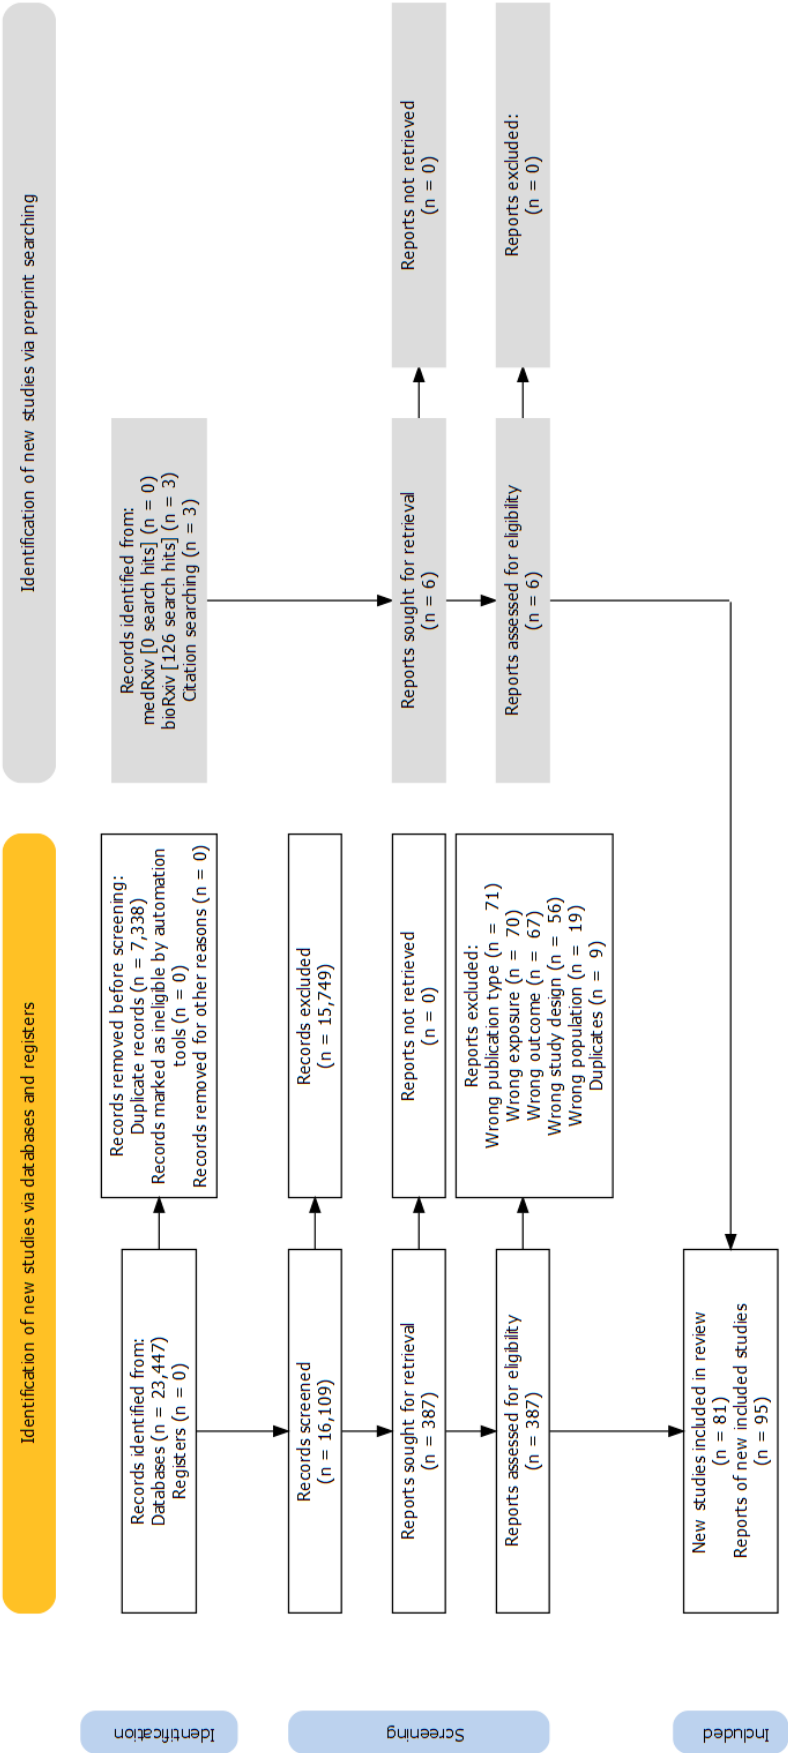 Identification of new studies via databases and registers
Identification of new studies via preprint searching
Identification
Records identified from:
Databases (n = 23,447)
Registers (n = 0)
Records removed before screening:
Duplicate records (n = 7,338)
Records marked as ineligible by automation
tools (n = 0)
Records removed for other reasons (n = 0)
Records identified from:
medRxiv [0 search hits] (n = 0)
bioRxiv [126 search hits] (n = 3)
Citation searching (n = 3)
Screening
Records screened
(n = 16,109)
Records excluded
(n = 15,749)
Reports sought for retrieval
(n = 387)
Reports not retrieved
(n = 0)
Reports sought for retrieval
(n = 6)
Reports not retrieved
(n = 0)
Reports assessed for eligibility
(n = 387)
Reports excluded:
Wrong publication type (n = 71)
Wrong exposure (n = 70)
Wrong outcome (n = 67)
Wrong study design (n = 56)
Wrong population (n = 19)
Duplicates (n = 9)
Reports assessed for eligibility
(n = 6)
Reports excluded:
(n = 0)
Included
New studies included in review
(n = 81)
Reports of new included studies
(n = 95)